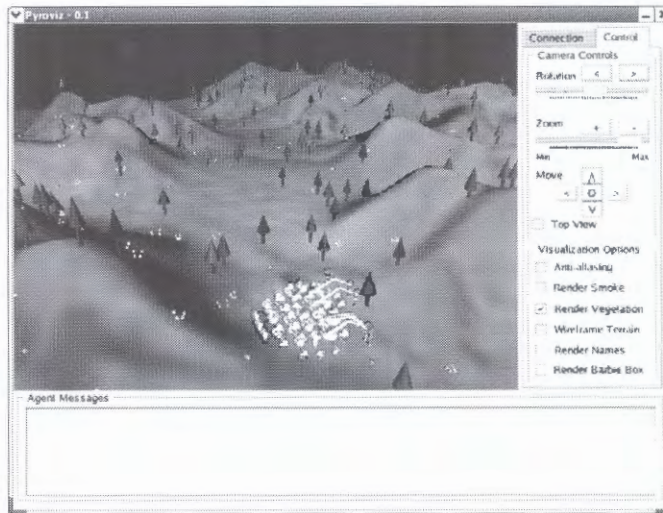 Pyroviz - 0.1
Connection Control
Camera Controls
Rotation < >
Zoom + -
Min Max
Move
< >
Top View
Visualization Options
Anti-aliasing
Render Smoke
Render Vegetation
Wireframe Terrain
Render Names
Render Barbie Box
Agent Messages